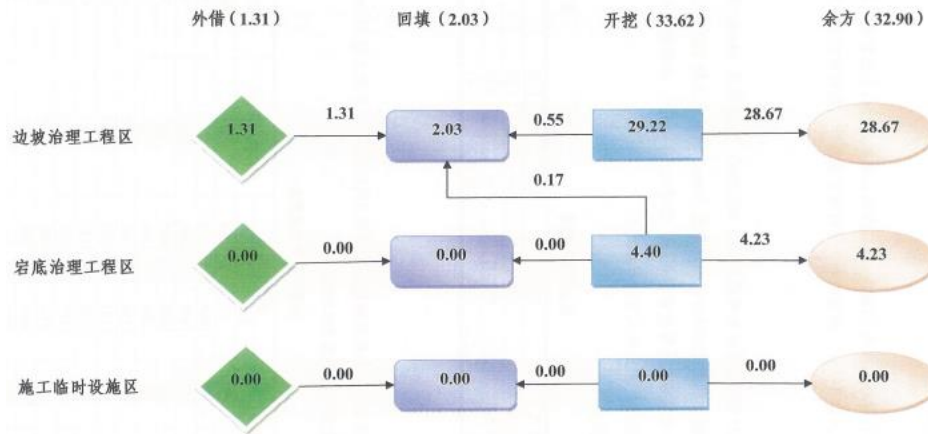 外借（1.31） 回填（2.03） 开挖（33.62） 余方（32.90）
1.31 0.55 28.67
边坡治理工程区 1.31 2.03 29.22 28.67
0.17
0.00 0.00 4.23
宕底治理工程区 0.00 0.00 4.40 4.23
0.00 0.00 0.00
施工临时设施区 0.00 0.00 0.00 0.00